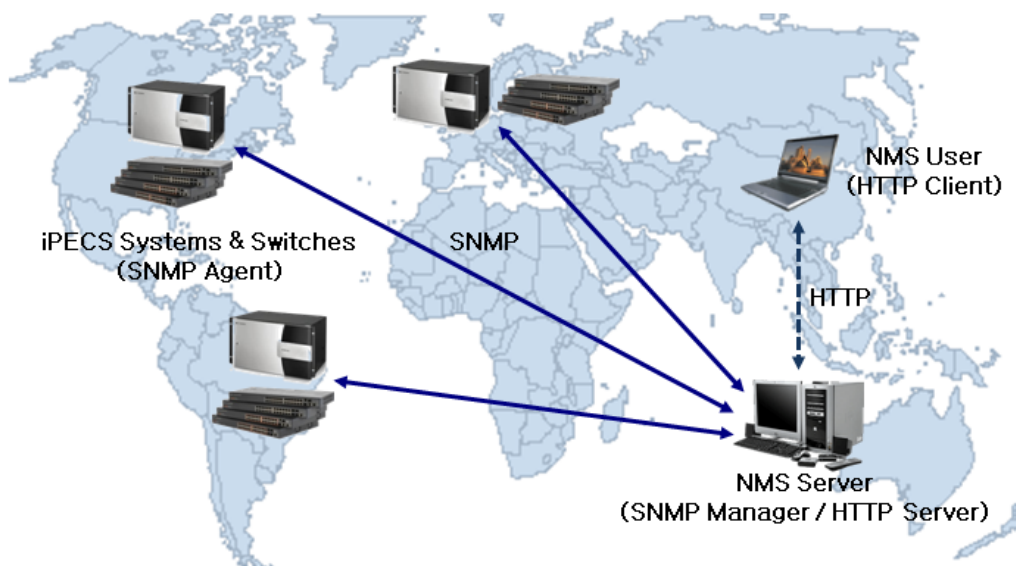 NMS User
(HTTP Client)
iPECS Systems & Switches
(SNMP Agent)
SNMP
HTTP
NMS Server
(SNMP Manager / HTTP Server)